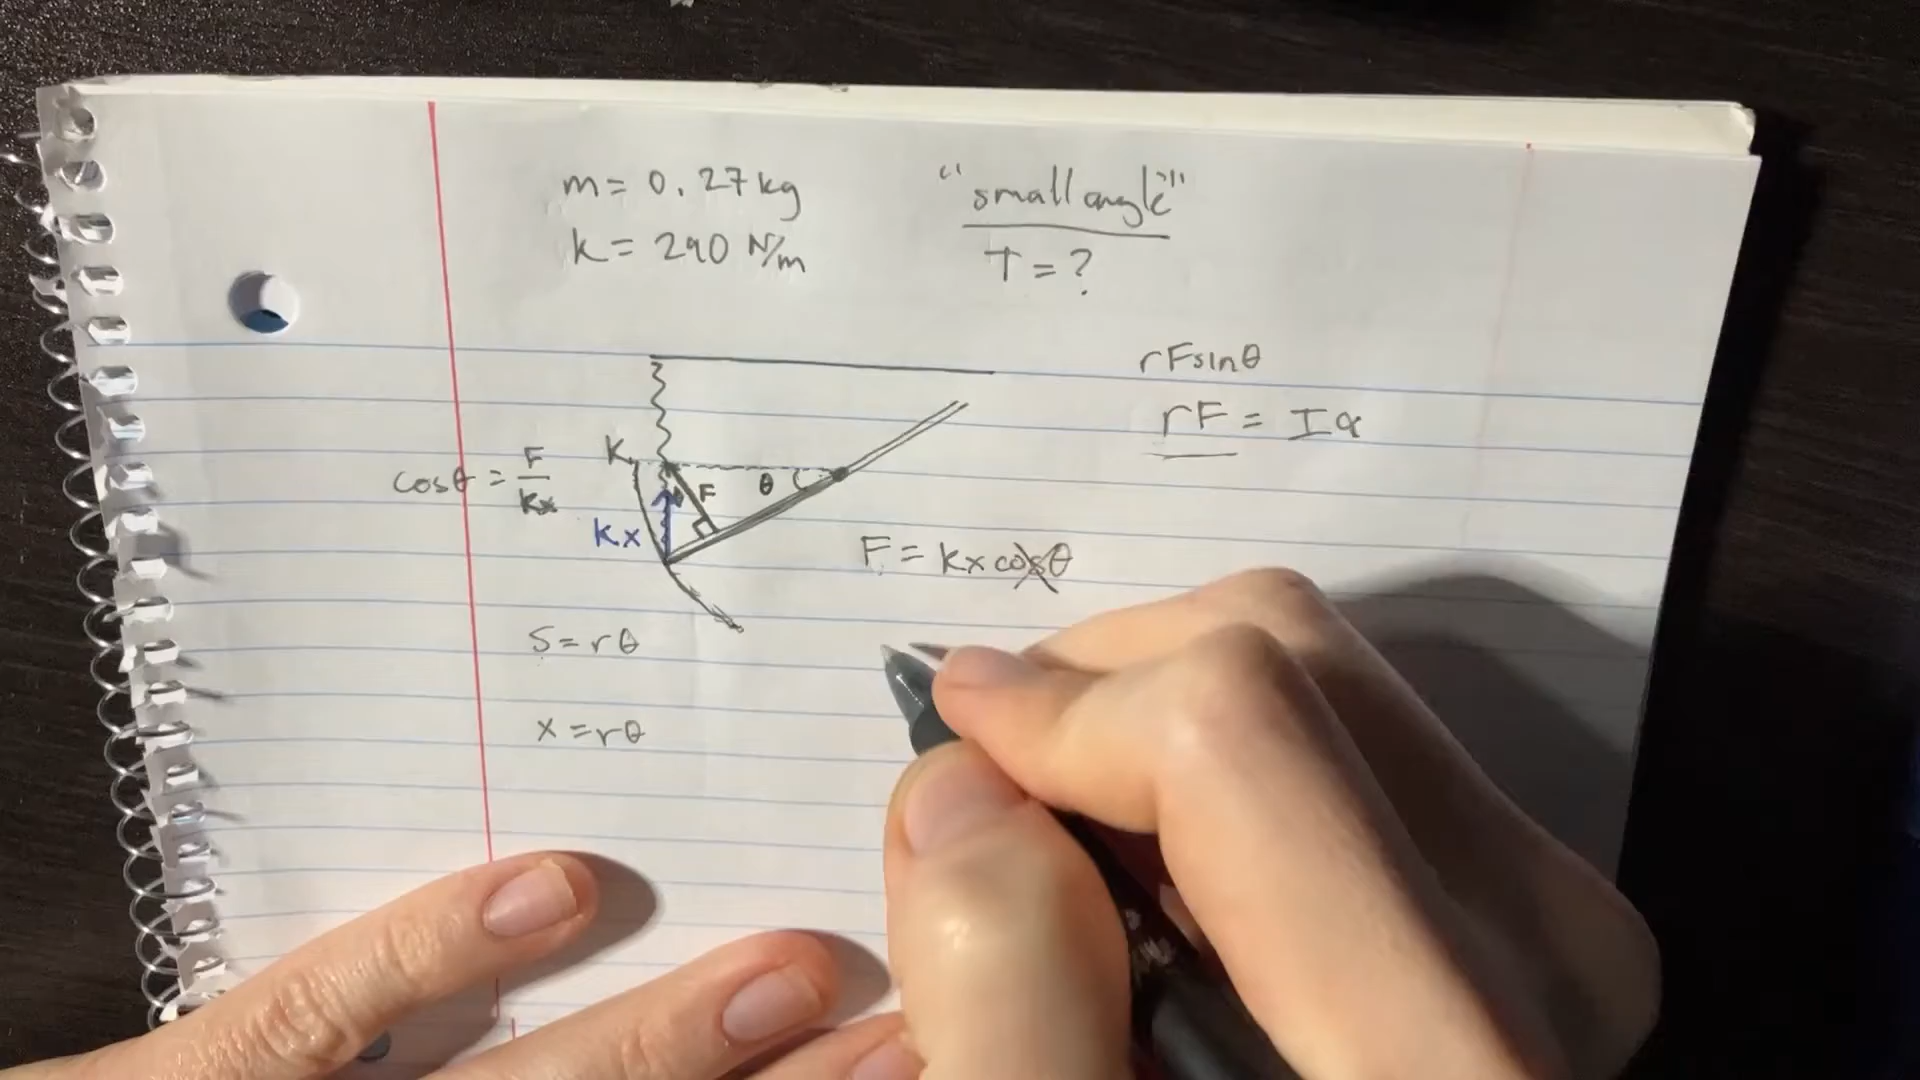 m = 0.27 kg
k = 290 N/m
"small angle"
T = ?
rFsinθ
rF = Iα
cosθ = F/kx
k
F
θ
kx
F = kx cosθ
S = rθ
x = rθ